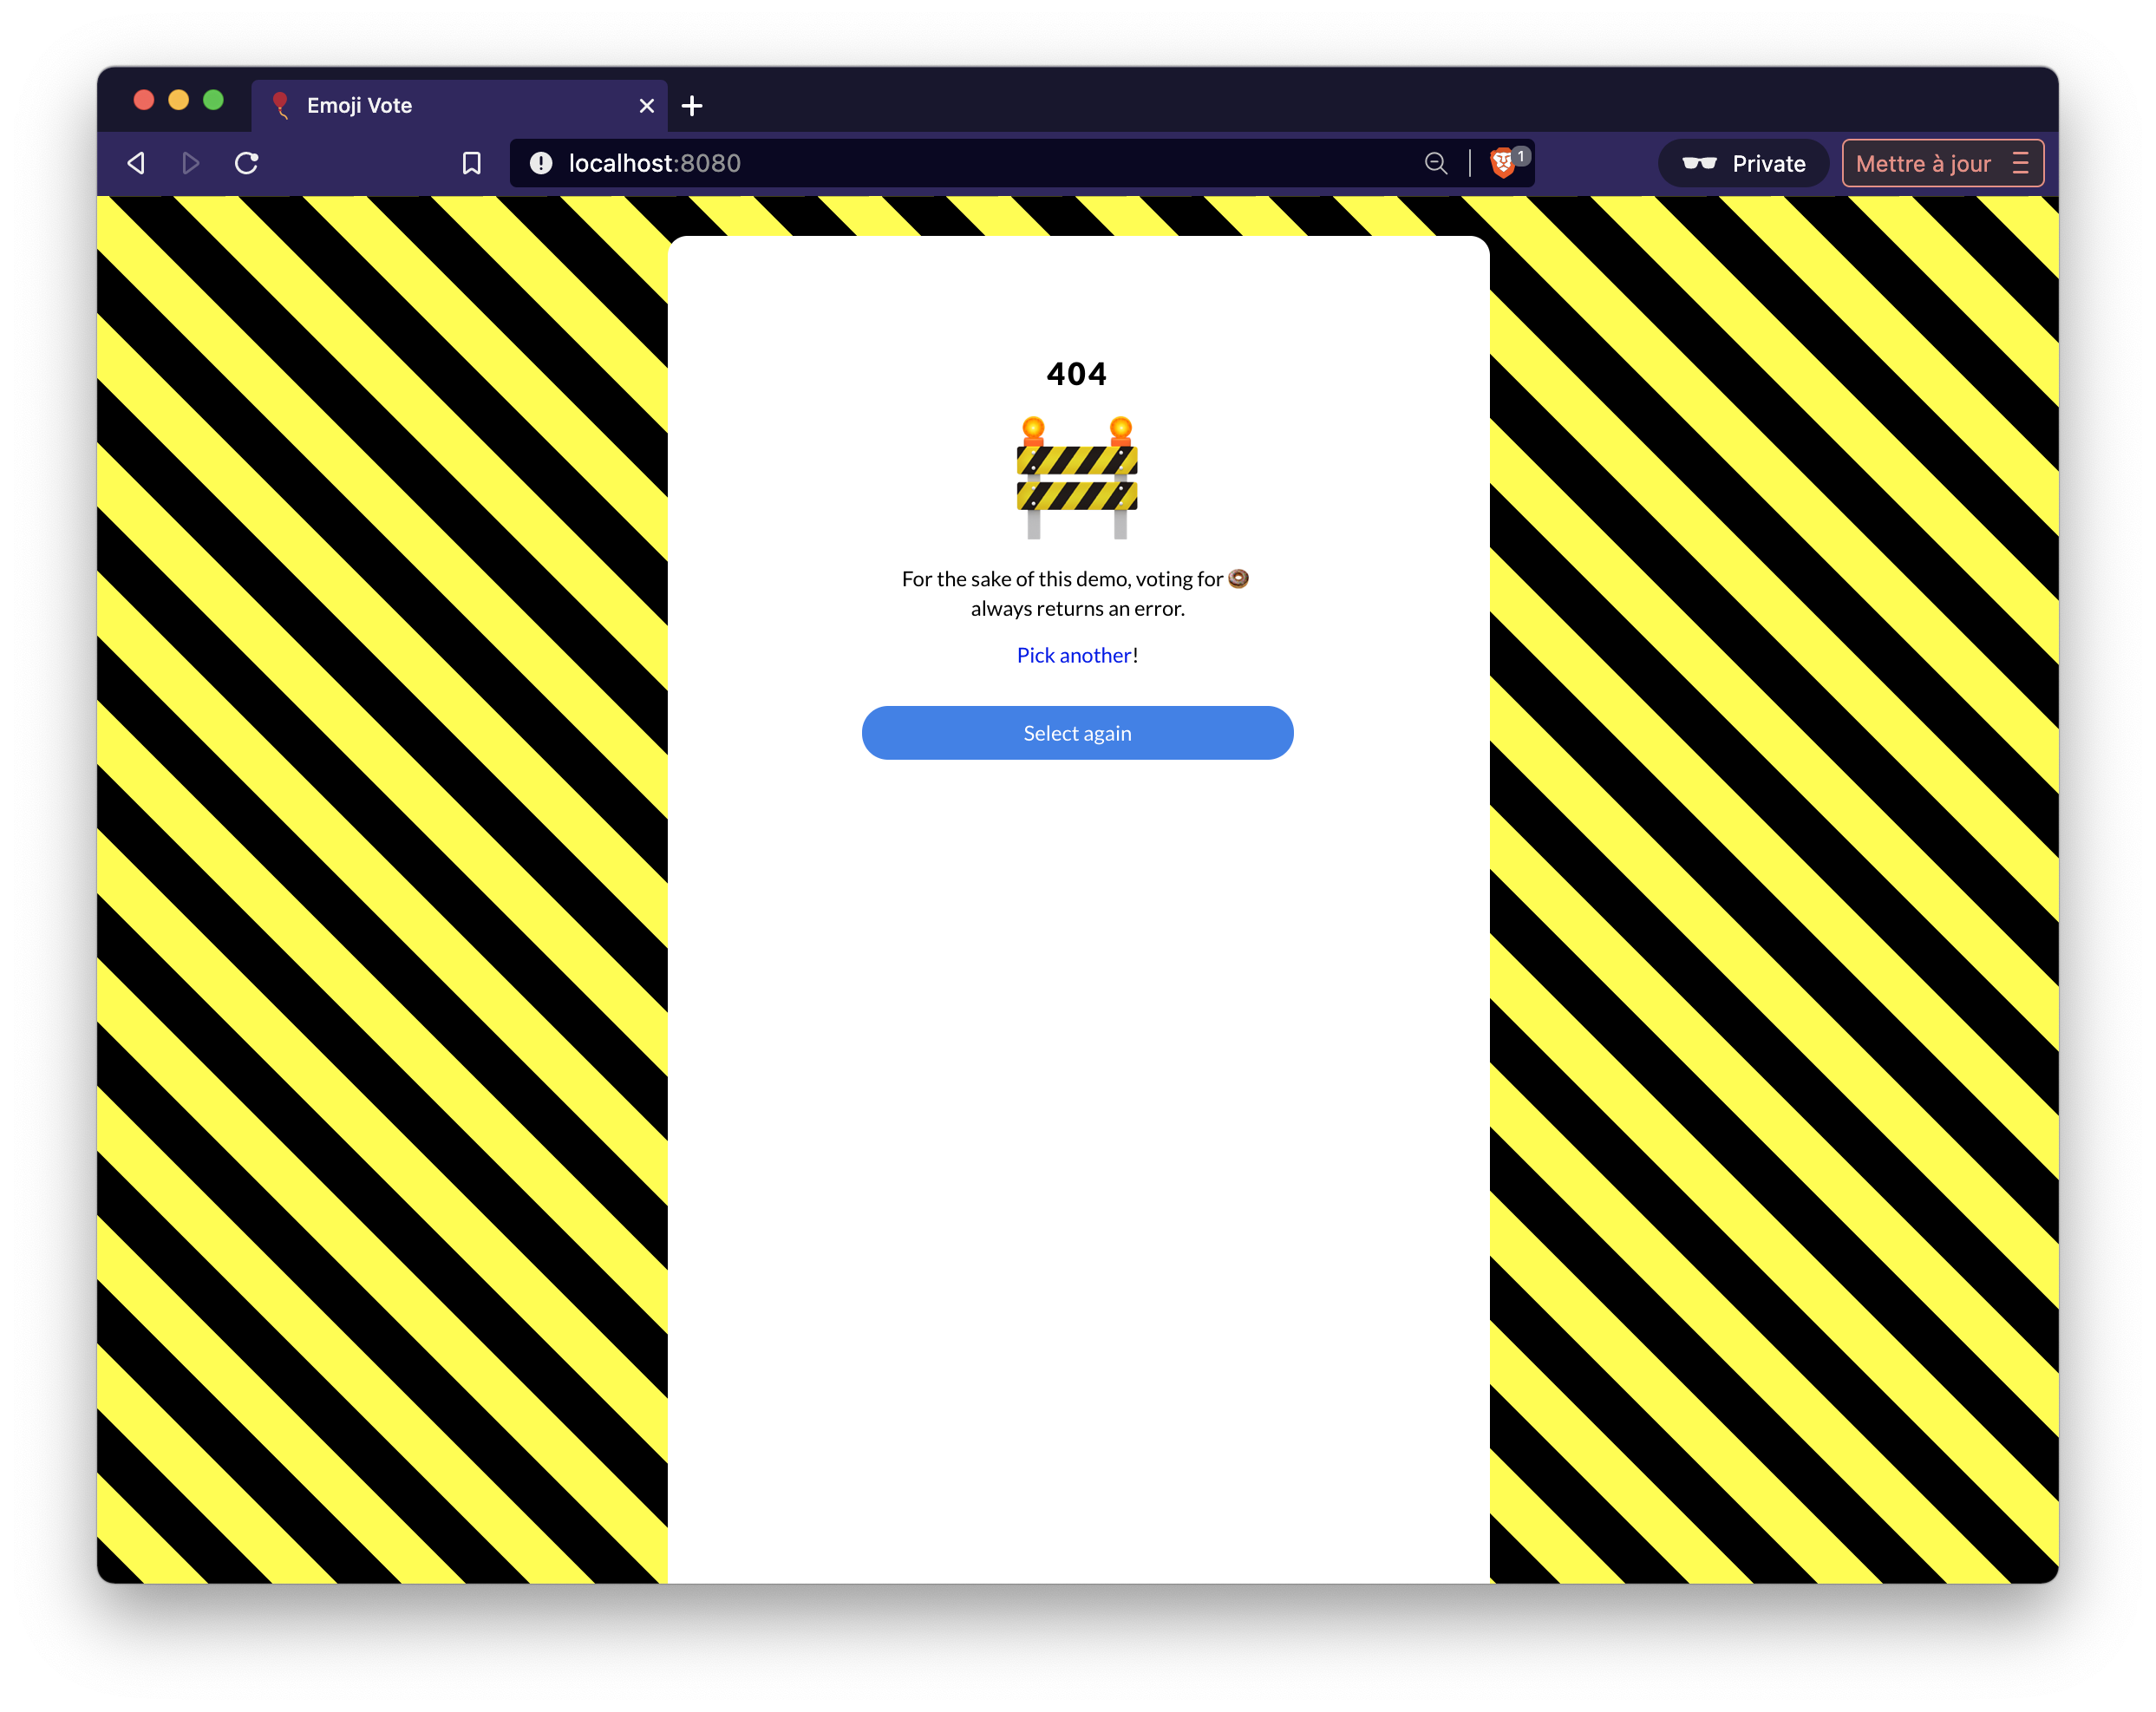 Emoji Vote
localhost:8080
1
Private
Mettre à jour
404
For the sake of this demo, voting for 🍩
always returns an error.
Pick another!
Select again